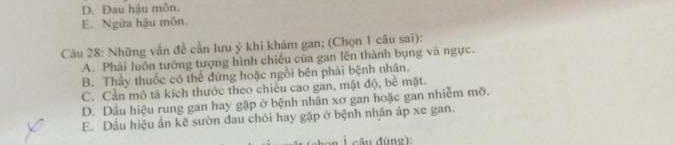 D. Đau hậu môn.
E. Ngứa hậu môn.
Câu 28: Những vấn đề cần lưu ý khi khám gan; (Chọn 1 câu sai):
A. Phải luôn tưởng tượng hình chiếu của gan lên thành bụng và ngực.
B. Thầy thuốc có thể đứng hoặc ngồi bên phải bệnh nhân.
C. Cần mô tả kích thước theo chiều cao gan, mật độ, bề mặt.
D. Dấu hiệu rung gan hay gặp ở bệnh nhân xơ gan hoặc gan nhiễm mỡ.
E. Dấu hiệu ấn kẽ sườn đau chói hay gặp ở bệnh nhân áp xe gan.
(chọn 1 câu đúng):